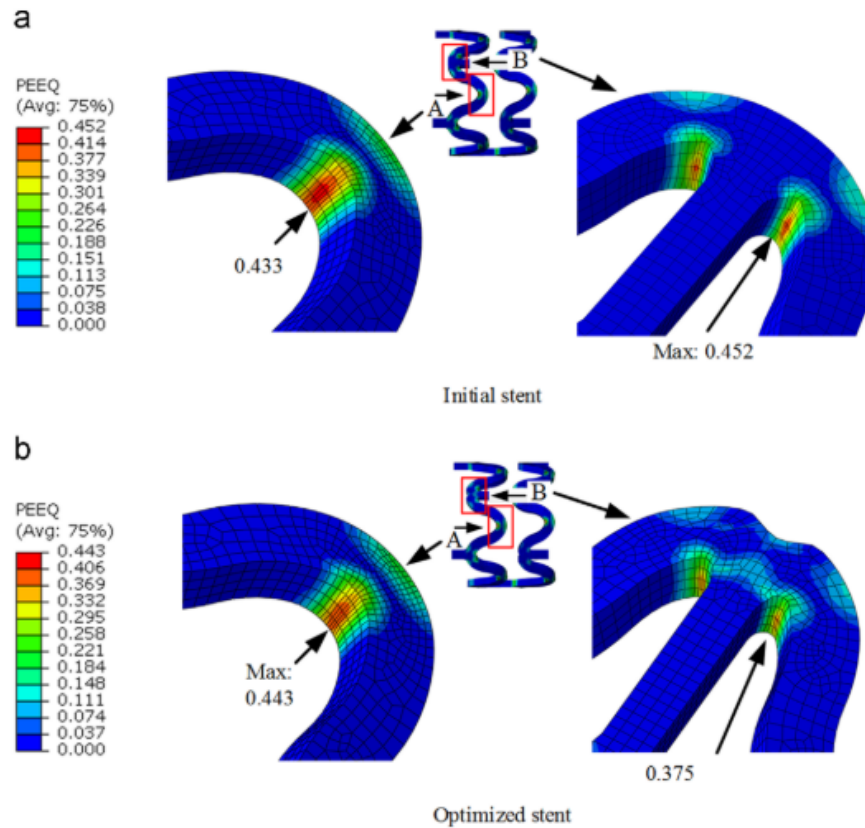 a
PEEQ
(Avg: 75%)
0.452
0.414
0.377
0.339
0.301
0.264
0.226
0.188
0.151
0.113
0.075
0.038
0.000
A
B
0.433
Max: 0.452
Initial stent
b
PEEQ
(Avg: 75%)
0.443
0.406
0.369
0.332
0.295
0.258
0.221
0.184
0.148
0.111
0.074
0.037
0.000
A
B
Max:
0.443
0.375
Optimized stent